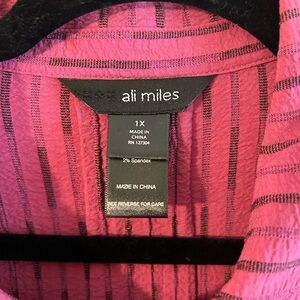 ali miles
1X
MADE IN
CHINA
RN 137304
2% Spandex
MADE IN CHINA
SEE REVERSE FOR CARE